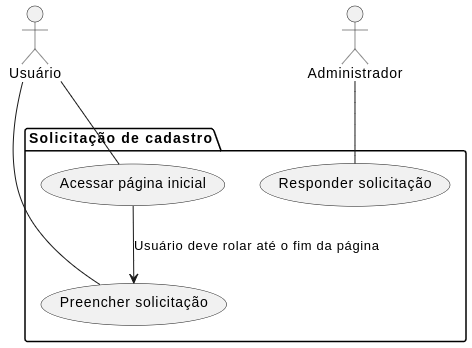 Usuário
Administrador
Solicitação de cadastro
Acessar página inicial
Responder solicitação
Usuário deve rolar até o fim da página
Preencher solicitação